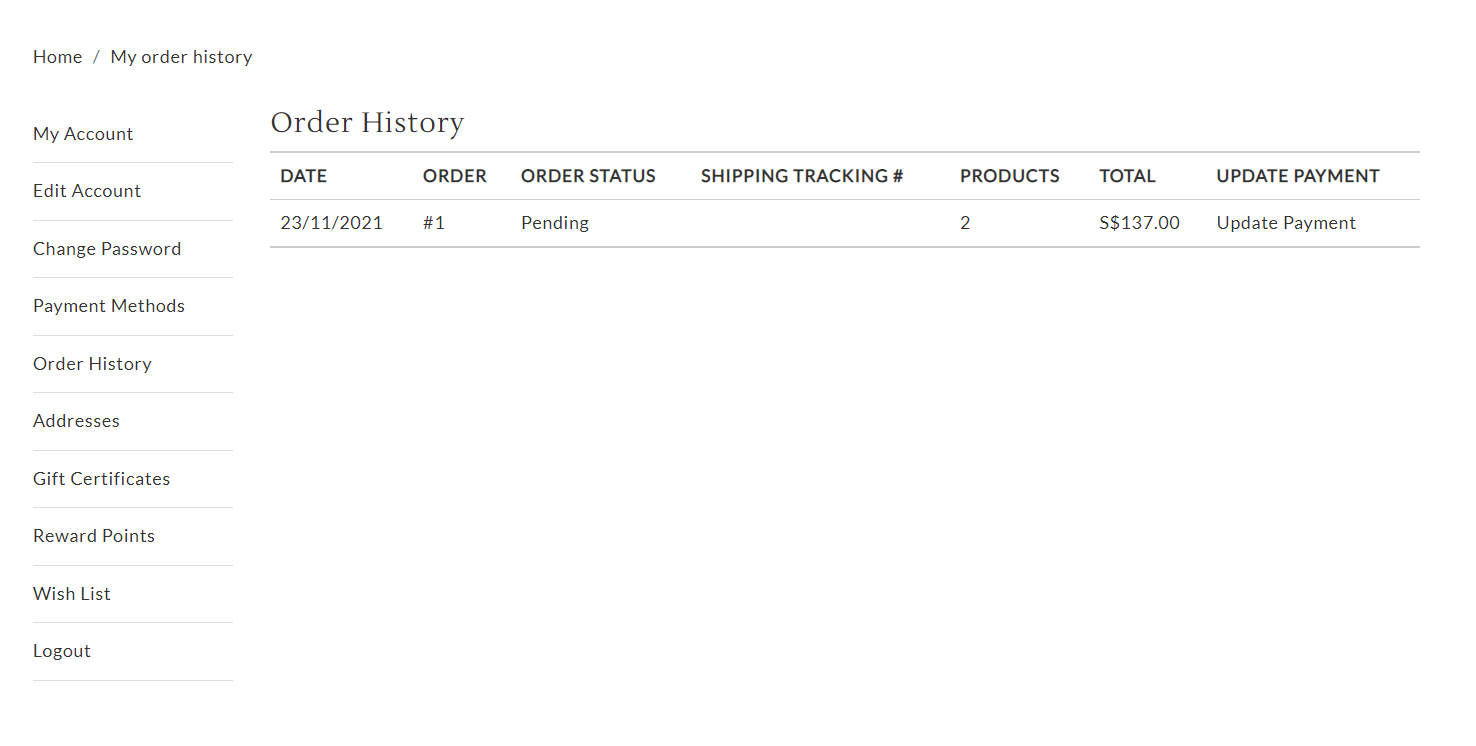 Home / My order history
My Account
Edit Account
Change Password
Payment Methods
Order History
Addresses
Gift Certificates
Reward Points
Wish List
Logout
Order History
DATE ORDER ORDER STATUS SHIPPING TRACKING # PRODUCTS TOTAL UPDATE PAYMENT
23/11/2021 #1 Pending 2 S$137.00 Update Payment